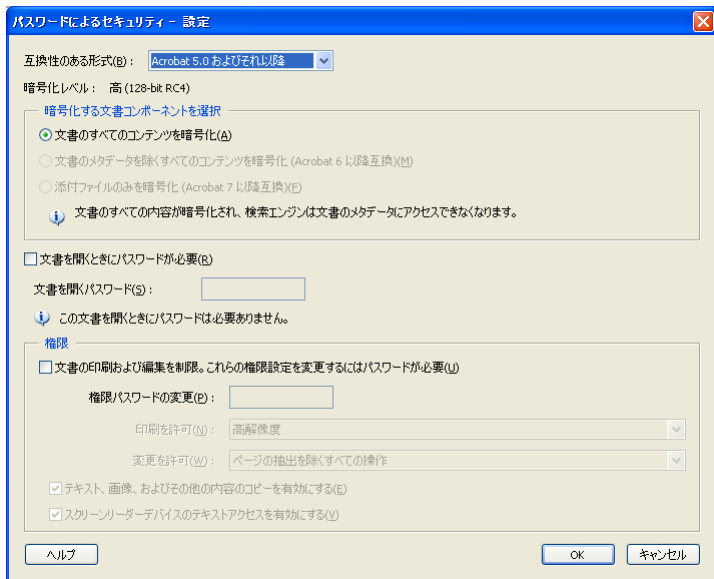 パスワードによるセキュリティー - 設定
互換性のある形式(B)： Acrobat 5.0 およびそれ以降
暗号化レベル： 高 (128-bit RC4)
暗号化する文書コンポーネントを選択
文書のすべてのコンテンツを暗号化(A)
文書のメタデータを除くすべてのコンテンツを暗号化 (Acrobat 6 以降互換)(M)
添付ファイルのみを暗号化 (Acrobat 7 以降互換)(F)
文書のすべての内容が暗号化され、検索エンジンは文書のメタデータにアクセスできなくなります。
文書を開くときにパスワードが必要(R)
文書を開くパスワード(S)：
この文書を開くときにパスワードは必要ありません。
権限
文書の印刷および編集を制限。これらの権限設定を変更するにはパスワードが必要(U)
権限パスワードの変更(P)：
印刷を許可(N)： 高解像度
変更を許可(W)： ページの抽出を除くすべての操作
テキスト、画像、およびその他の内容のコピーを有効にする(E)
スクリーンリーダーデバイスのテキストアクセスを有効にする(V)
ヘルプ OK キャンセル